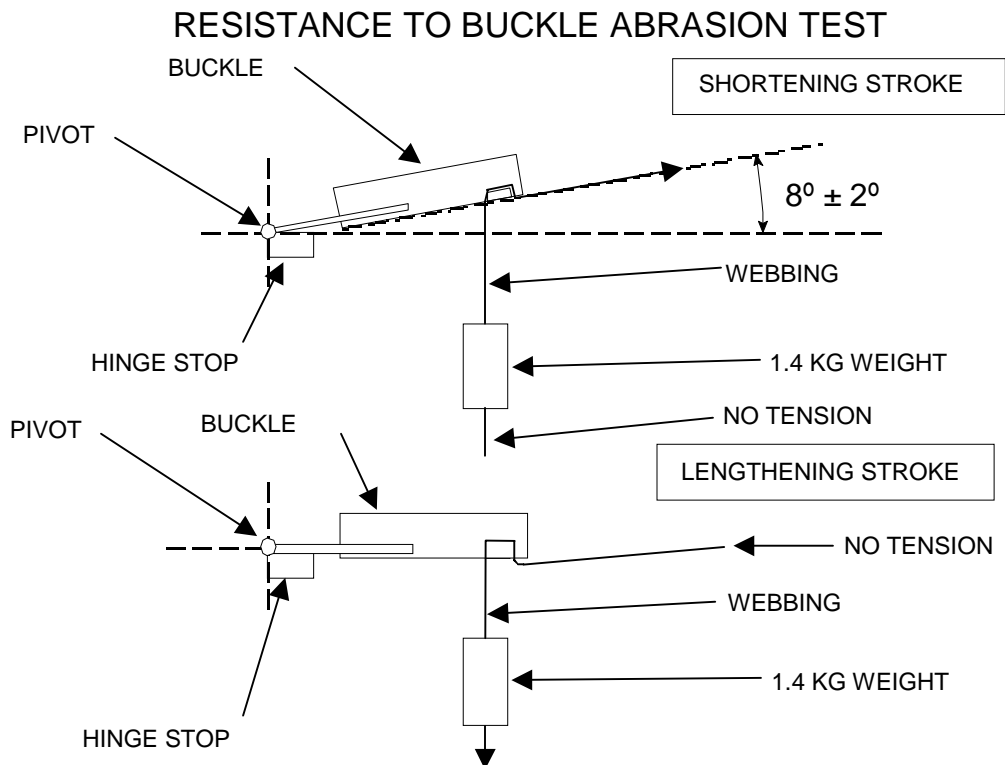 RESISTANCE TO BUCKLE ABRASION TEST
BUCKLE
SHORTENING STROKE
PIVOT
8º ± 2º
WEBBING
HINGE STOP
1.4 KG WEIGHT
NO TENSION
PIVOT
BUCKLE
LENGTHENING STROKE
NO TENSION
WEBBING
1.4 KG WEIGHT
HINGE STOP